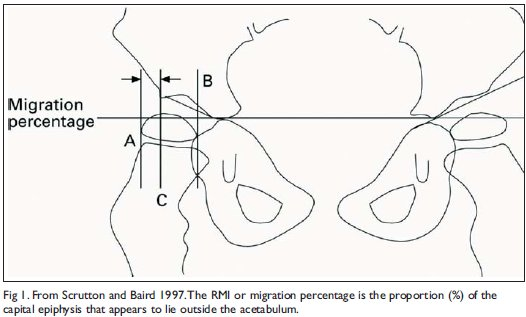 B
Migration
percentage
A
C
Fig 1. From Scrutton and Baird 1997.The RMI or migration percentage is the proportion (%) of the
capital epiphysis that appears to lie outside the acetabulum.